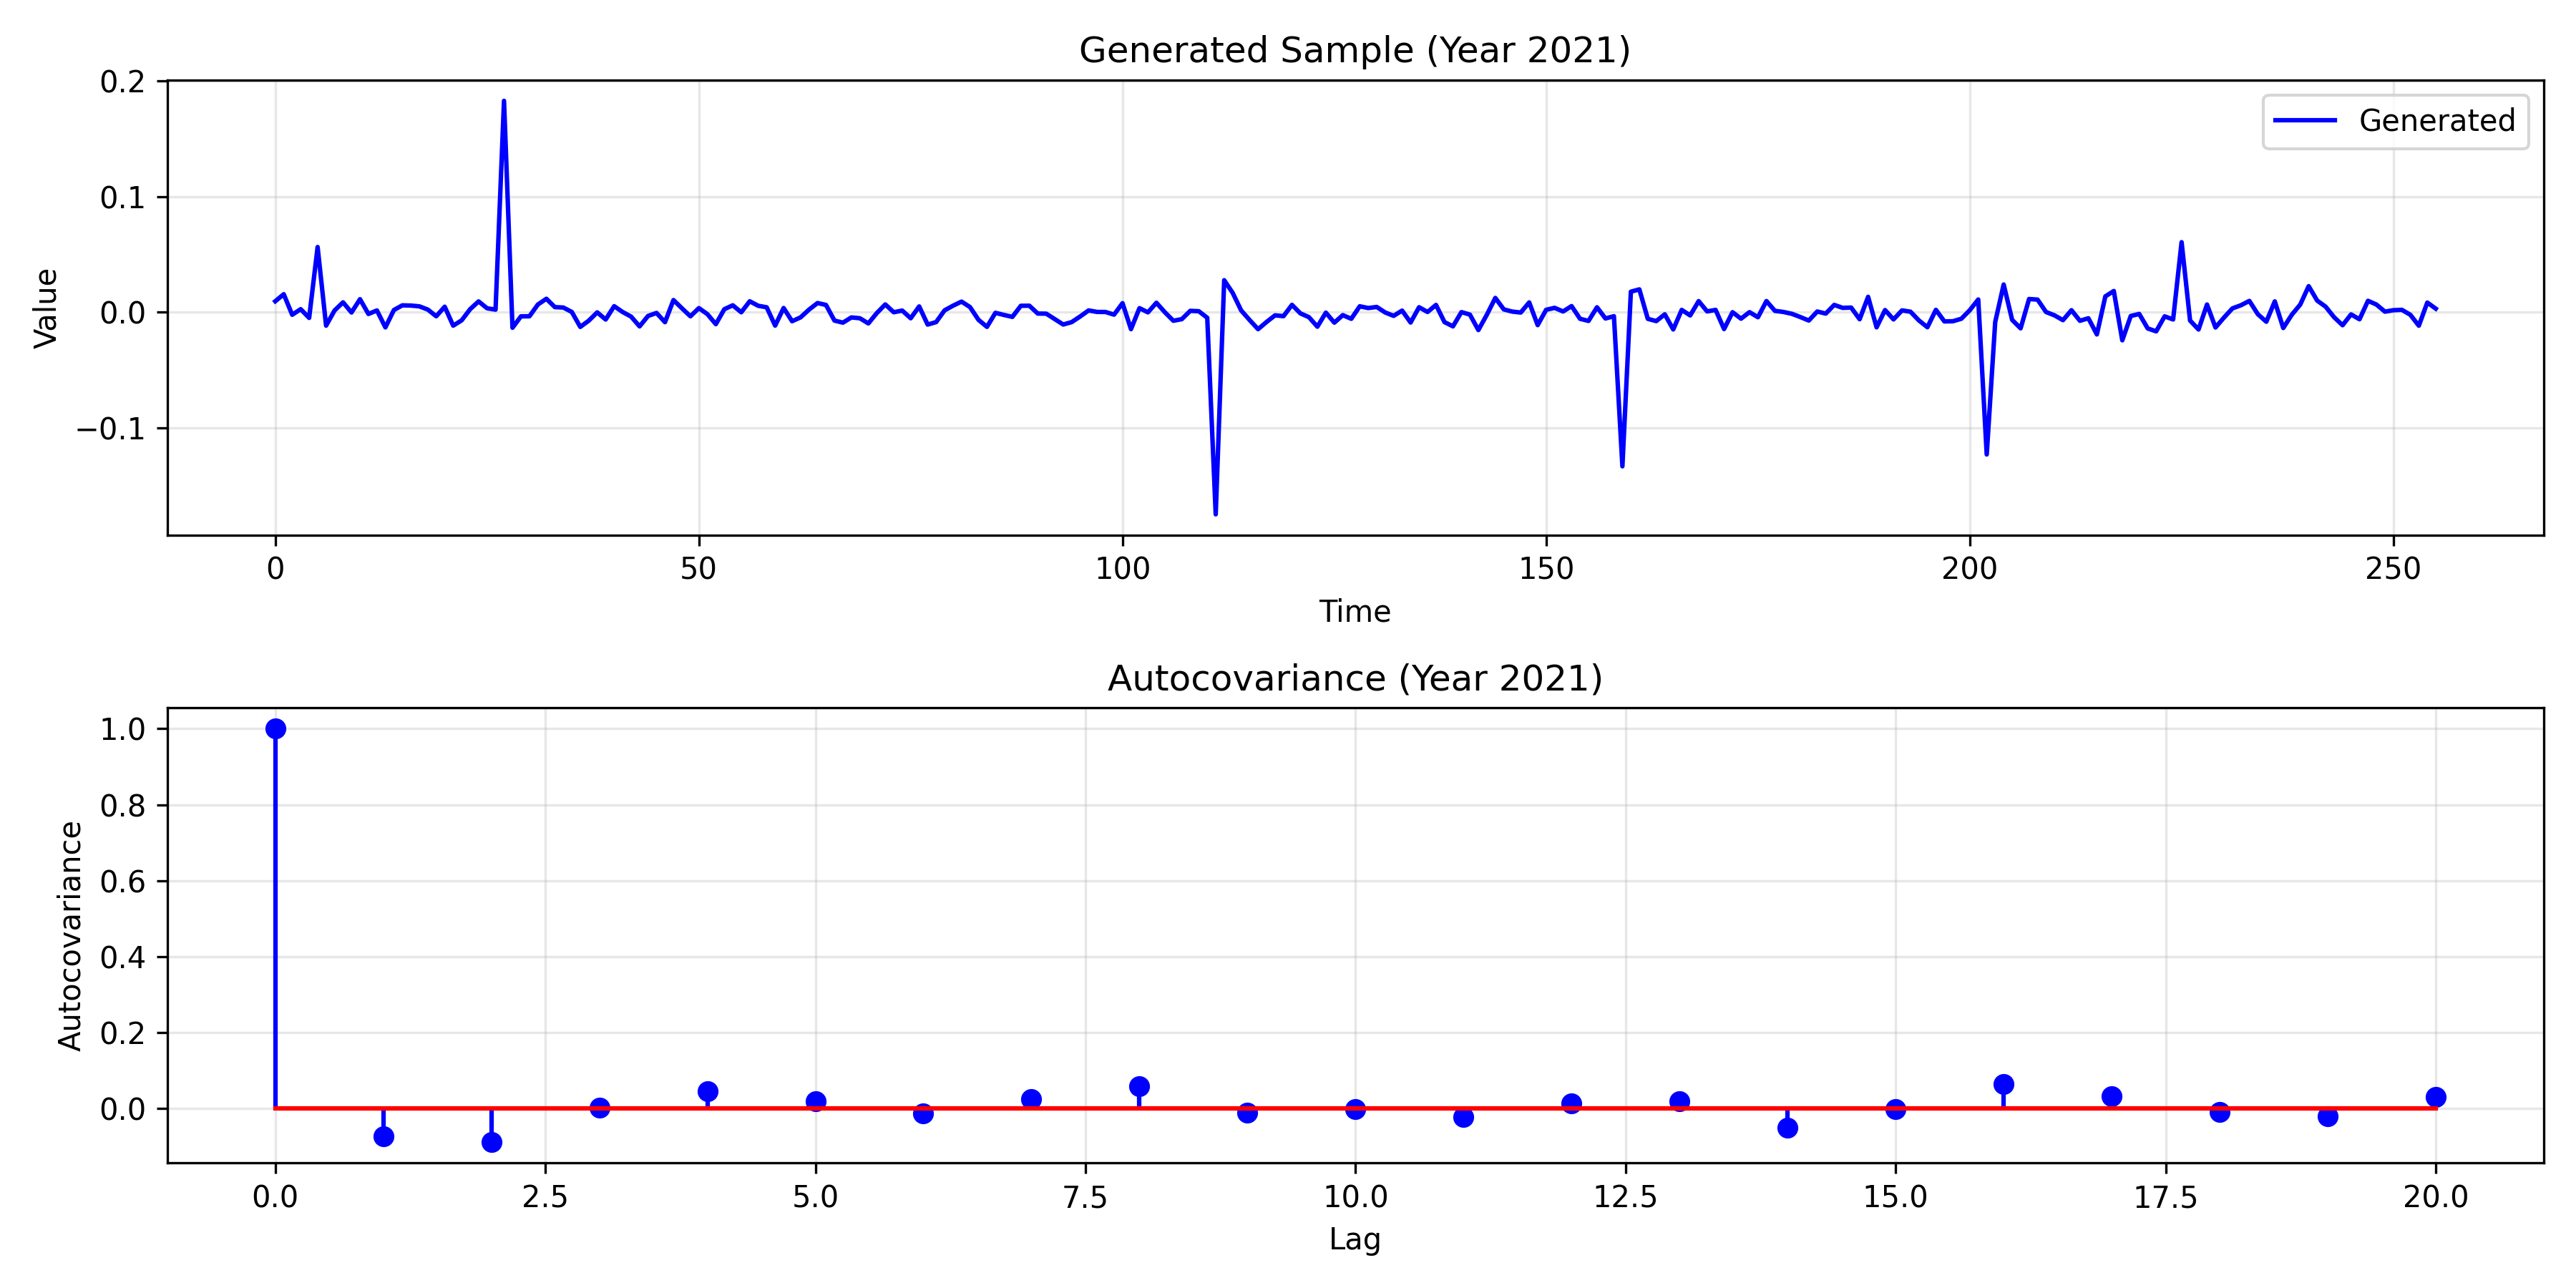 Generated Sample (Year 2021)
Value
0.2
0.1
0.0
−0.1
Generated
0 50 100 150 200 250
Time
Autocovariance (Year 2021)
Autocovariance
1.0
0.8
0.6
0.4
0.2
0.0
0.0 2.5 5.0 7.5 10.0 12.5 15.0 17.5 20.0
Lag